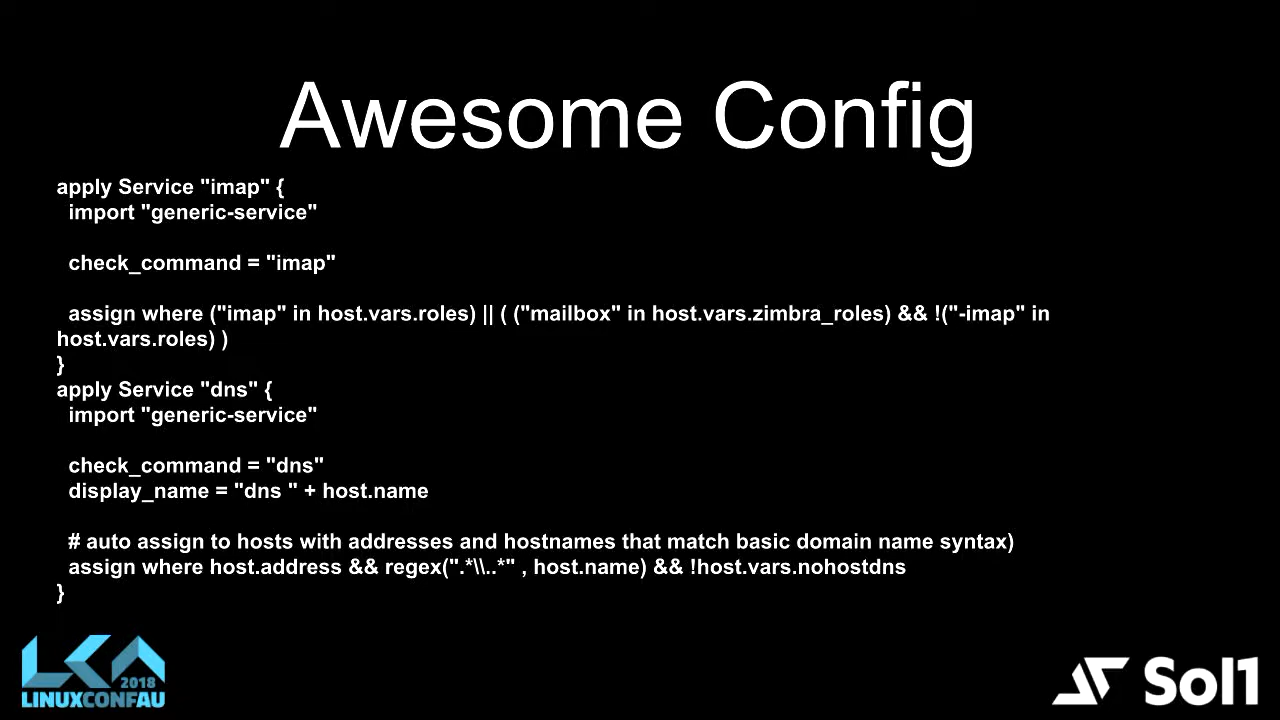 Awesome Config
apply Service "imap" {
import "generic-service"
check_command = "imap"
assign where ("imap" in host.vars.roles) || ( ("mailbox" in host.vars.zimbra_roles) && !("-imap" in
host.vars.roles) )
}
apply Service "dns" {
import "generic-service"
check_command = "dns"
display_name = "dns " + host.name
# auto assign to hosts with addresses and hostnames that match basic domain name syntax)
assign where host.address && regex(".*\\..*" , host.name) && !host.vars.nohostdns
}
LCA
2018
LINUXCONFAU
Sol1